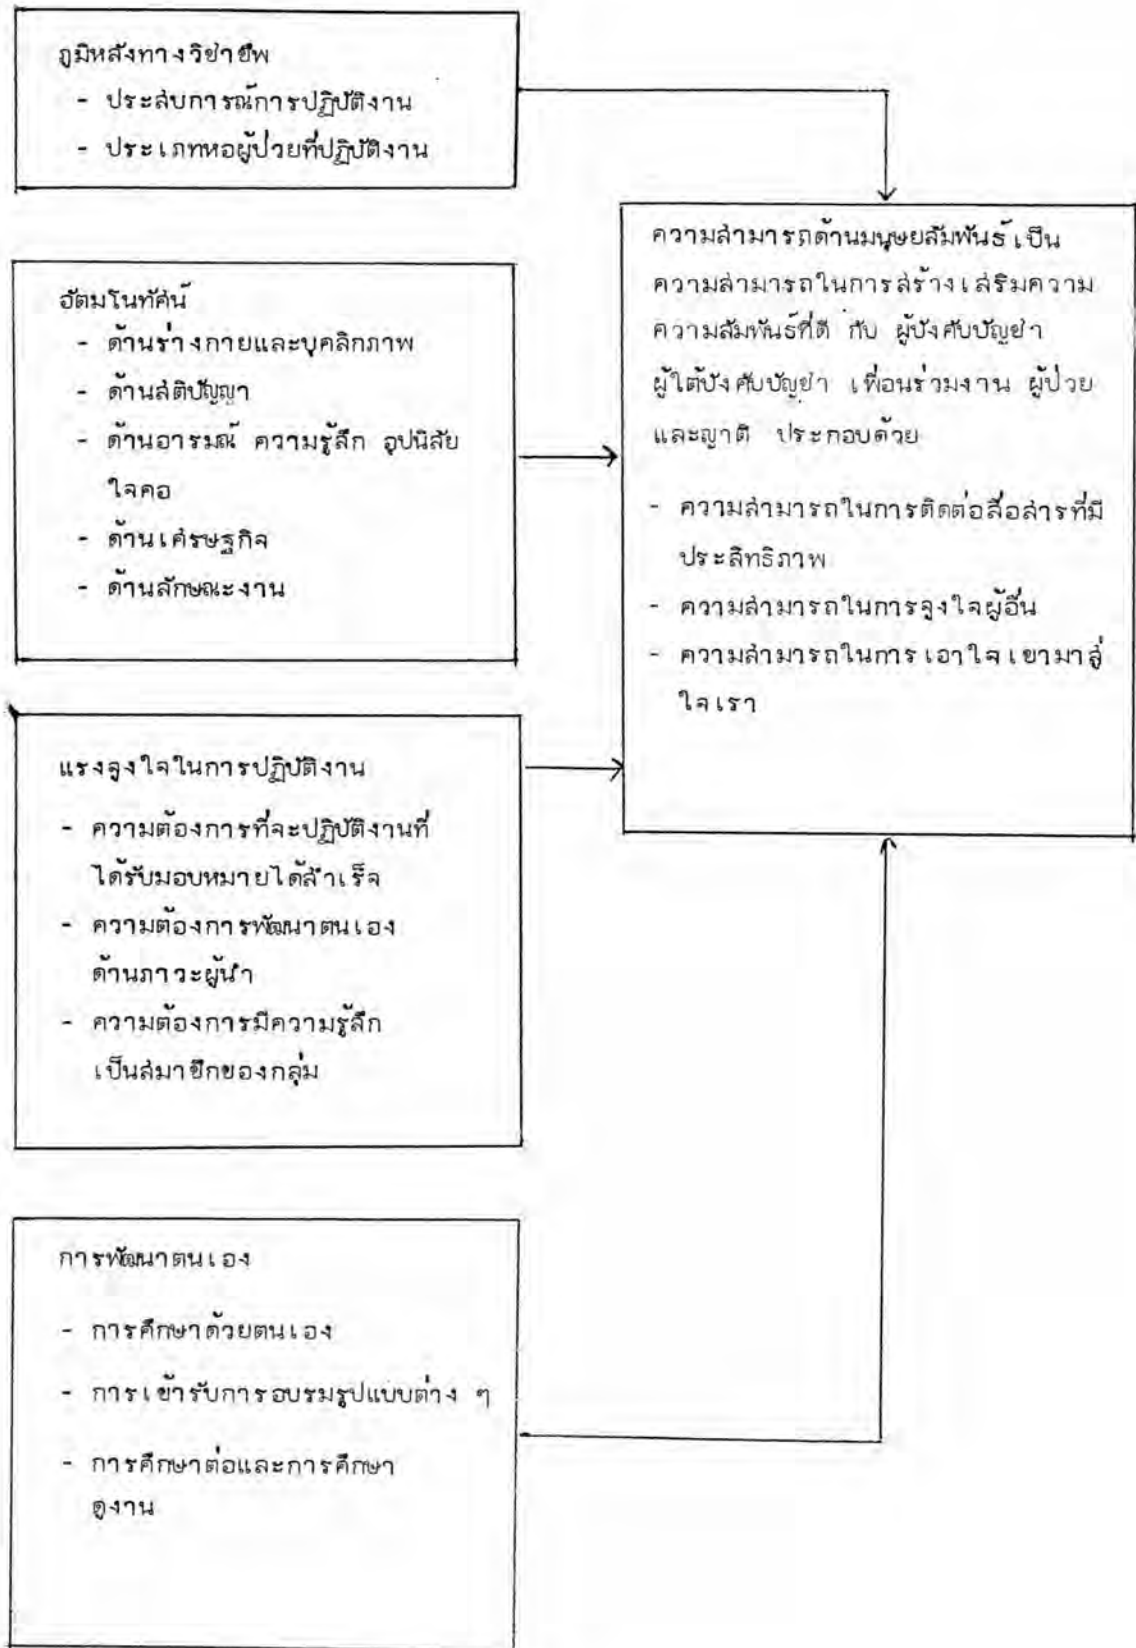 ภูมิหลังทางวิชาชีพ
- ประสบการณ์การปฏิบัติงาน
- ประเภทหอผู้ป่วยที่ปฏิบัติงาน
อัตมโนทัศน์
- ด้านร่างกายและบุคลิกภาพ
- ด้านสติปัญญา
- ด้านอารมณ์ ความรู้สึก อุปนิสัย
ใจคอ
- ด้านเศรษฐกิจ
- ด้านลักษณะงาน
แรงจูงใจในการปฏิบัติงาน
- ความต้องการที่จะปฏิบัติงานที่
ได้รับมอบหมายได้สำเร็จ
- ความต้องการพัฒนาตนเอง
ด้านภาวะผู้นำ
- ความต้องการมีความรู้สึก
เป็นสมาชิกของกลุ่ม
การพัฒนาตนเอง
- การศึกษาด้วยตนเอง
- การเข้ารับการอบรมรูปแบบต่าง ๆ
- การศึกษาต่อและการศึกษา
ดูงาน
ความสามารถด้านมนุษยสัมพันธ์ เป็น
ความสามารถในการสร้างเสริมความ
ความสัมพันธ์ที่ดี กับ ผู้บังคับบัญชา
ผู้ใต้บังคับบัญชา เพื่อนร่วมงาน ผู้ป่วย
และญาติ ประกอบด้วย
- ความสามารถในการติดต่อสื่อสารที่มี
ประสิทธิภาพ
- ความสามารถในการจูงใจผู้อื่น
- ความสามารถในการเอาใจเขามาสู่
ใจเรา